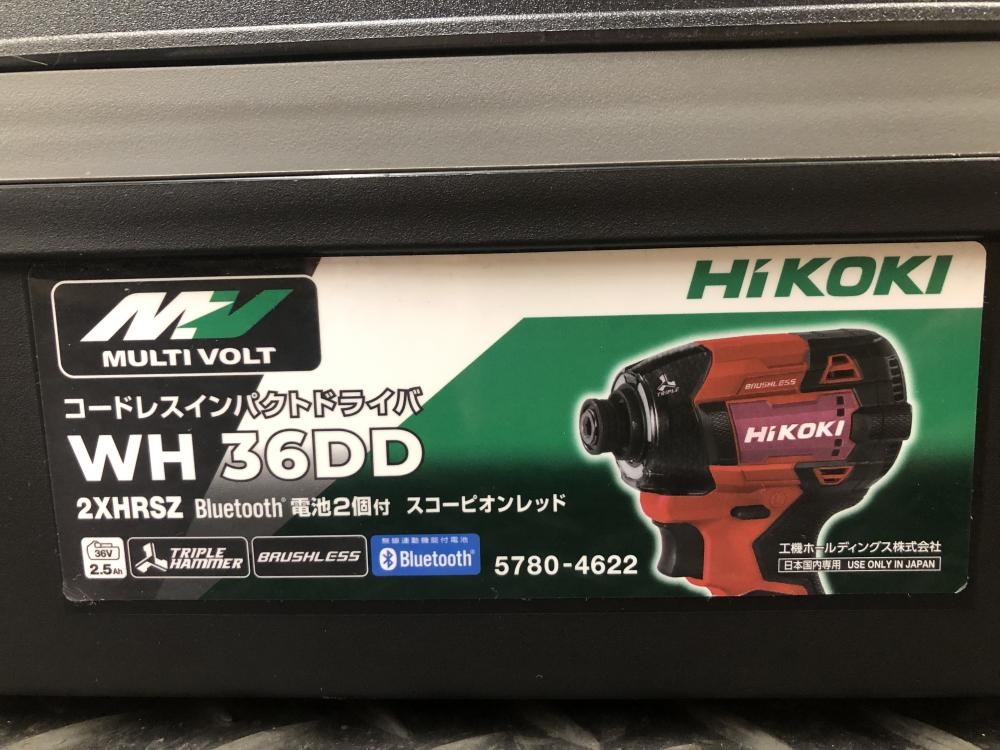 HiKOKI
MV
MULTI VOLT
コードレスインパクトドライバ
WH 36DD
2XHRSZ Bluetooth® 電池2個付 スコーピオンレッド
36V
2.5Ah
TRIPLE HAMMER
BRUSHLESS
無線連動機能付電池
Bluetooth®
5780-4622
TRIPLE
BRUSHLESS
HiKOKI
工機ホールディングス株式会社
日本国内専用 USE ONLY IN JAPAN